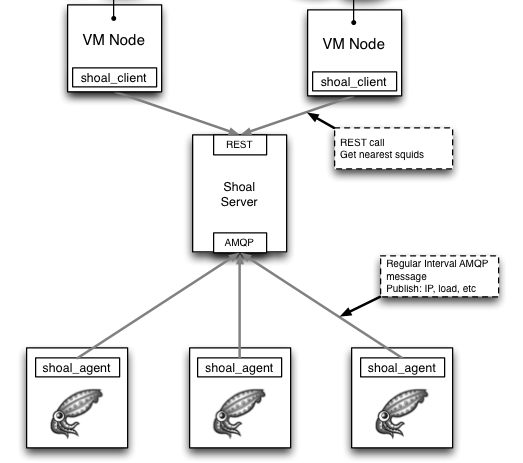 VM Node
shoal_client
VM Node
shoal_client
REST
REST call
Get nearest squids
Shoal
Server
AMQP
Regular Interval AMQP
message
Publish: IP, load, etc
shoal_agent
shoal_agent
shoal_agent